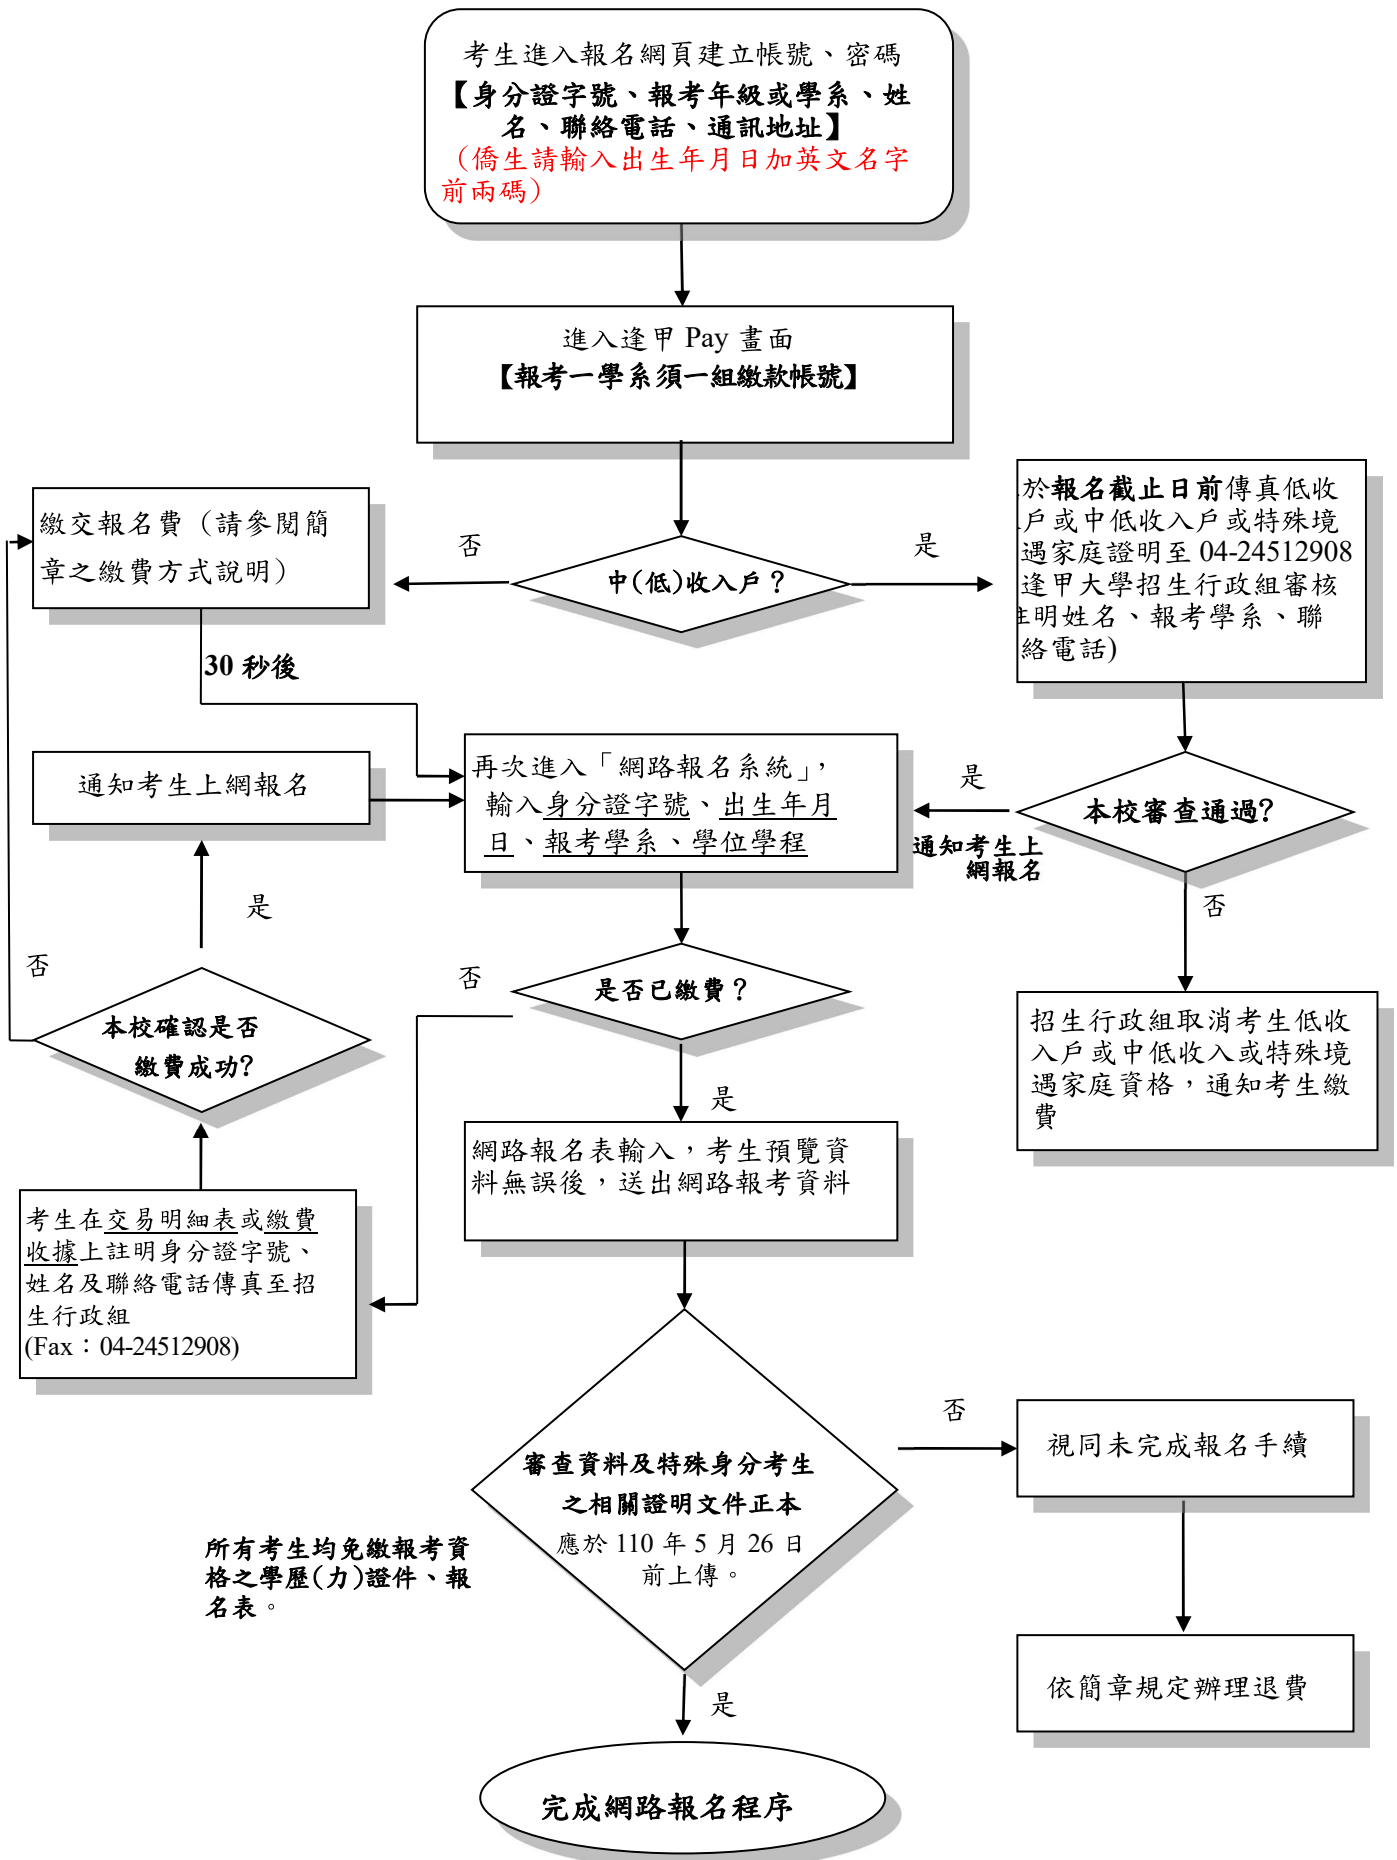 考生進入報名網頁建立帳號、密碼
【身分證字號、報考年級或學系、姓
名、聯絡電話、通訊地址】
（僑生請輸入出生年月日加英文名字
前兩碼）
進入逢甲 Pay 畫面
【報考一學系須一組繳款帳號】
中(低)收入戶？
否
是
繳交報名費（請參閱簡
章之繳費方式說明）
30 秒後
於報名截止日前傳真低收
戶或中低收入戶或特殊境
遇家庭證明至 04-24512908
逢甲大學招生行政組審核
註明姓名、報考學系、聯
絡電話)
通知考生上網報名
再次進入「網路報名系統」，
輸入身分證字號、出生年月
日、報考學系、學位學程
是
本校審查通過?
通知考生上
網報名
否
是
否
本校確認是否
繳費成功?
否
是否已繳費？
是
招生行政組取消考生低收
入戶或中低收入或特殊境
遇家庭資格，通知考生繳
費
網路報名表輸入，考生預覽資
料無誤後，送出網路報考資料
考生在交易明細表或繳費
收據上註明身分證字號、
姓名及聯絡電話傳真至招
生行政組
(Fax：04-24512908)
審查資料及特殊身分考生
之相關證明文件正本
應於 110 年 5 月 26 日
前上傳。
否
視同未完成報名手續
所有考生均免繳報考資
格之學歷(力)證件、報
名表。
依簡章規定辦理退費
是
完成網路報名程序